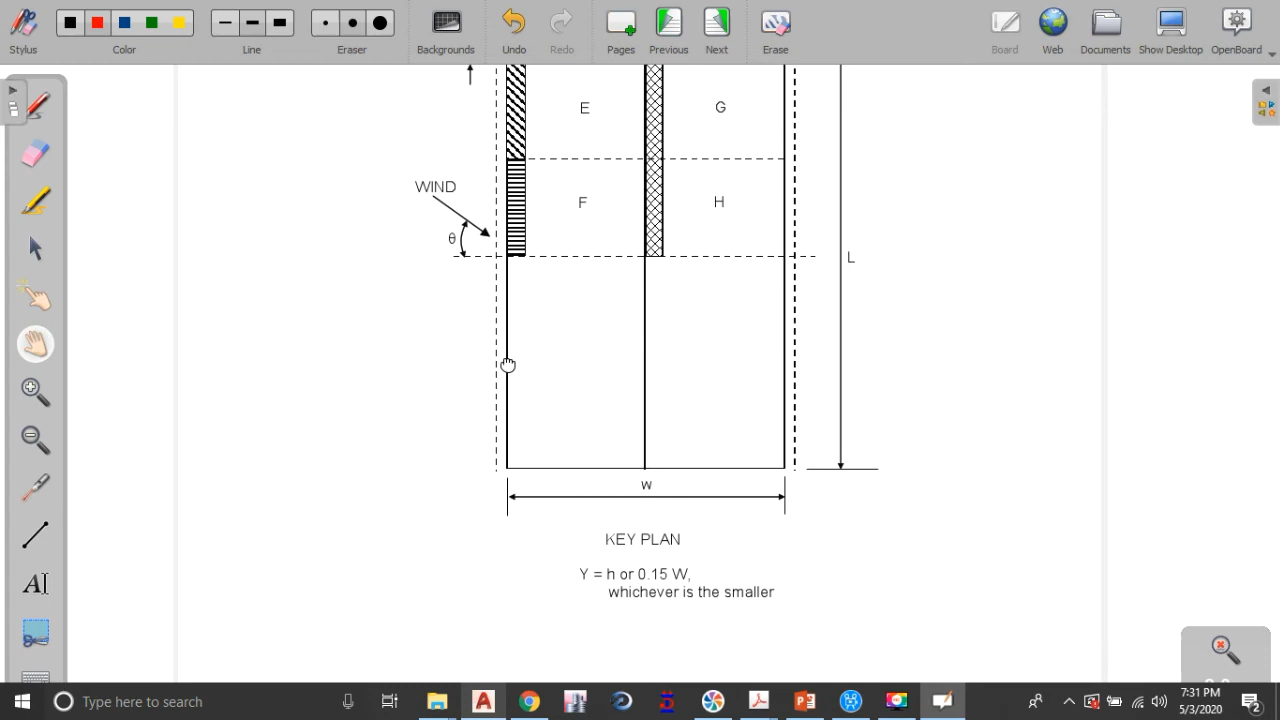 Stylus
Color
Line
Eraser
Backgrounds
Undo
Redo
Pages
Previous
Next
Erase
Board
Web
Documents
Show Desktop
OpenBoard
E
G
WIND
θ
F
H
L
w
KEY PLAN
Y = h or 0.15 W,
whichever is the smaller
Type here to search
7:31 PM
5/3/2020